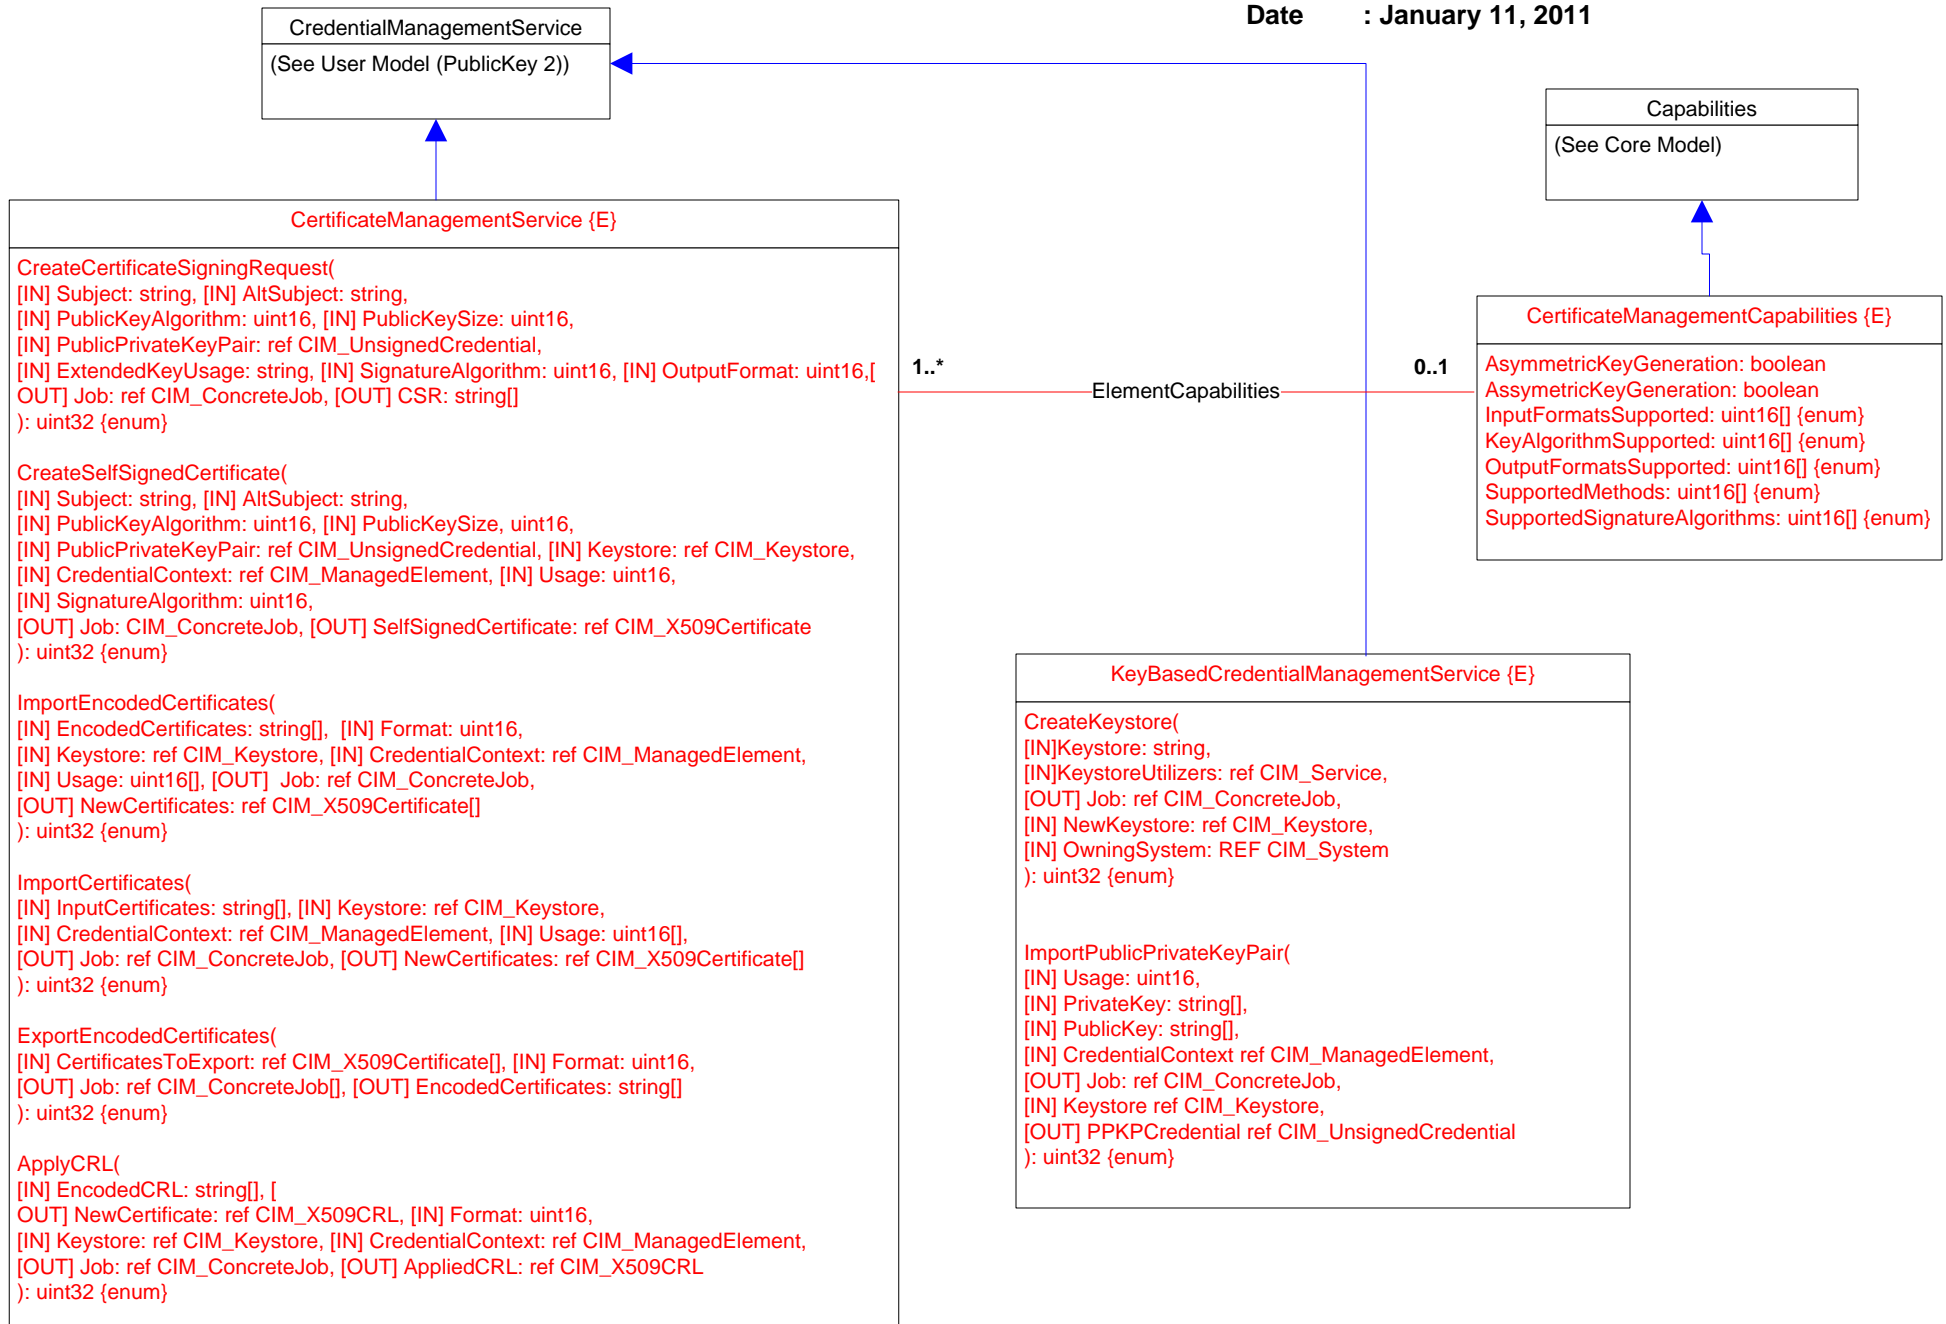 Date : January 11, 2011
CredentialManagementService
(See User Model (PublicKey 2))
Capabilities
(See Core Model)
CertificateManagementService {E}
CreateCertificateSigningRequest(
[IN] Subject: string, [IN] AltSubject: string,
[IN] PublicKeyAlgorithm: uint16, [IN] PublicKeySize: uint16,
[IN] PublicPrivateKeyPair: ref CIM_UnsignedCredential,
[IN] ExtendedKeyUsage: string, [IN] SignatureAlgorithm: uint16, [IN] OutputFormat: uint16,[
OUT] Job: ref CIM_ConcreteJob, [OUT] CSR: string[]
): uint32 {enum}
CreateSelfSignedCertificate(
[IN] Subject: string, [IN] AltSubject: string,
[IN] PublicKeyAlgorithm: uint16, [IN] PublicKeySize, uint16,
[IN] PublicPrivateKeyPair: ref CIM_UnsignedCredential, [IN] Keystore: ref CIM_Keystore,
[IN] CredentialContext: ref CIM_ManagedElement, [IN] Usage: uint16,
[IN] SignatureAlgorithm: uint16,
[OUT] Job: CIM_ConcreteJob, [OUT] SelfSignedCertificate: ref CIM_X509Certificate
): uint32 {enum}
ImportEncodedCertificates(
[IN] EncodedCertificates: string[], [IN] Format: uint16,
[IN] Keystore: ref CIM_Keystore, [IN] CredentialContext: ref CIM_ManagedElement,
[IN] Usage: uint16[], [OUT] Job: ref CIM_ConcreteJob,
[OUT] NewCertificates: ref CIM_X509Certificate[]
): uint32 {enum}
ImportCertificates(
[IN] InputCertificates: string[], [IN] Keystore: ref CIM_Keystore,
[IN] CredentialContext: ref CIM_ManagedElement, [IN] Usage: uint16[],
[OUT] Job: ref CIM_ConcreteJob, [OUT] NewCertificates: ref CIM_X509Certificate[]
): uint32 {enum}
ExportEncodedCertificates(
[IN] CertificatesToExport: ref CIM_X509Certificate[], [IN] Format: uint16,
[OUT] Job: ref CIM_ConcreteJob[], [OUT] EncodedCertificates: string[]
): uint32 {enum}
ApplyCRL(
[IN] EncodedCRL: string[], [
OUT] NewCertificate: ref CIM_X509CRL, [IN] Format: uint16,
[IN] Keystore: ref CIM_Keystore, [IN] CredentialContext: ref CIM_ManagedElement,
[OUT] Job: ref CIM_ConcreteJob, [OUT] AppliedCRL: ref CIM_X509CRL
): uint32 {enum}
1..*
ElementCapabilities
0..1
CertificateManagementCapabilities {E}
AsymmetricKeyGeneration: boolean
AssymetricKeyGeneration: boolean
InputFormatsSupported: uint16[] {enum}
KeyAlgorithmSupported: uint16[] {enum}
OutputFormatsSupported: uint16[] {enum}
SupportedMethods: uint16[] {enum}
SupportedSignatureAlgorithms: uint16[] {enum}
KeyBasedCredentialManagementService {E}
CreateKeystore(
[IN]Keystore: string,
[IN]KeystoreUtilizers: ref CIM_Service,
[OUT] Job: ref CIM_ConcreteJob,
[IN] NewKeystore: ref CIM_Keystore,
[IN] OwningSystem: REF CIM_System
): uint32 {enum}
ImportPublicPrivateKeyPair(
[IN] Usage: uint16,
[IN] PrivateKey: string[],
[IN] PublicKey: string[],
[IN] CredentialContext ref CIM_ManagedElement,
[OUT] Job: ref CIM_ConcreteJob,
[IN] Keystore ref CIM_Keystore,
[OUT] PPKPCredential ref CIM_UnsignedCredential
): uint32 {enum}